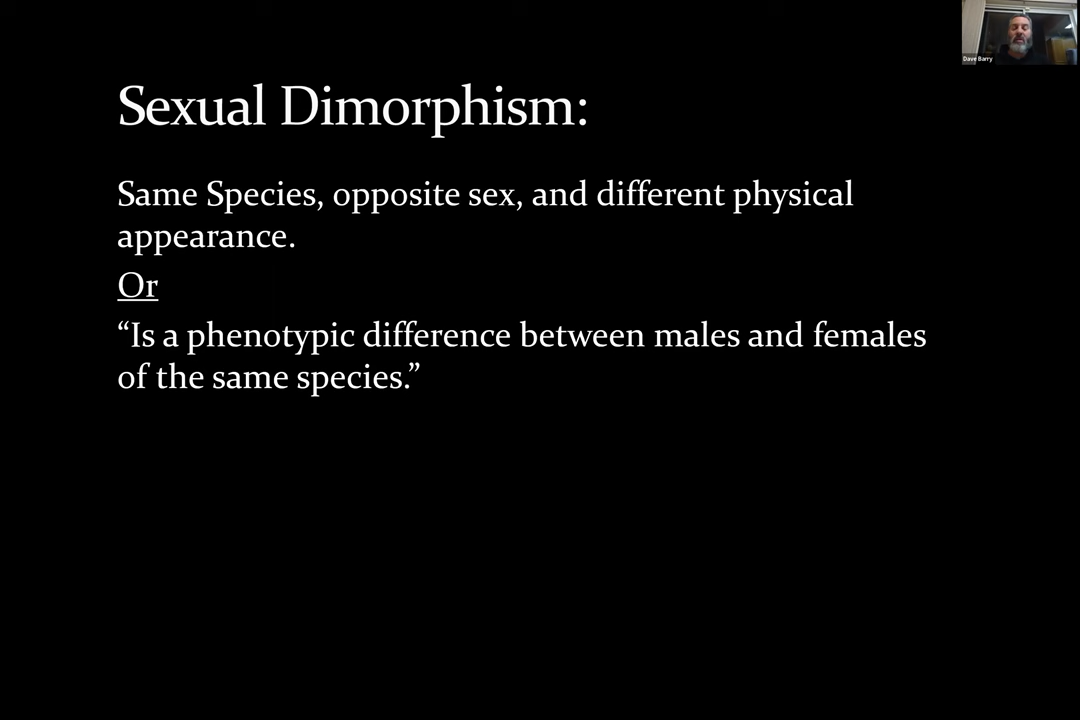 Dave Barry
Sexual Dimorphism:
Same Species, opposite sex, and different physical
appearance.
Or
“Is a phenotypic difference between males and females
of the same species.”